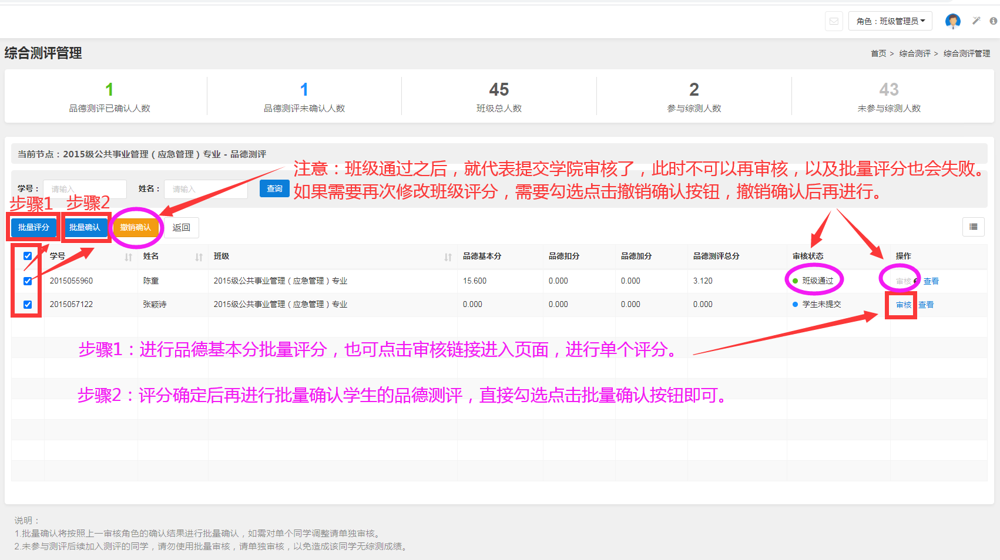 角色：班级管理员
综合测评管理
首页 > 综合测评 > 综合测评管理
1
品德测评已确认人数
1
品德测评未确认人数
45
班级总人数
2
参与综测人数
43
未参与综测人数
当前节点：2015级公共事业管理（应急管理）专业 - 品德测评
注意：班级通过之后，就代表提交学院审核了，此时不可以再审核，以及批量评分也会失败。
如果需要再次修改班级评分，需要勾选点击撤销确认按钮，撤销确认后再进行。
学号： 请输入 姓名： 请输入 查询
步骤1 步骤2
批量评分 批量确认 撤销确认 返回
学号 姓名 班级 品德基本分 品德扣分 品德加分 品德测评总分 审核状态 操作
2015055960 陈童 2015级公共事业管理（应急管理）专业 15.600 0.000 0.000 3.120 班级通过 审核 查看
2015057122 张颖诗 2015级公共事业管理（应急管理）专业 0.000 0.000 0.000 0.000 学生未提交 审核 查看
步骤1：进行品德基本分批量评分，也可点击审核链接进入页面，进行单个评分。
步骤2：评分确定后再进行批量确认学生的品德测评，直接勾选点击批量确认按钮即可。
说明：
1.批量确认将按照上一审核角色的确认结果进行批量确认，如需对单个同学调整请单独审核。
2.未参与测评后续加入测评的同学，请勿使用批量审核，请单独审核，以免造成该同学无综测成绩。